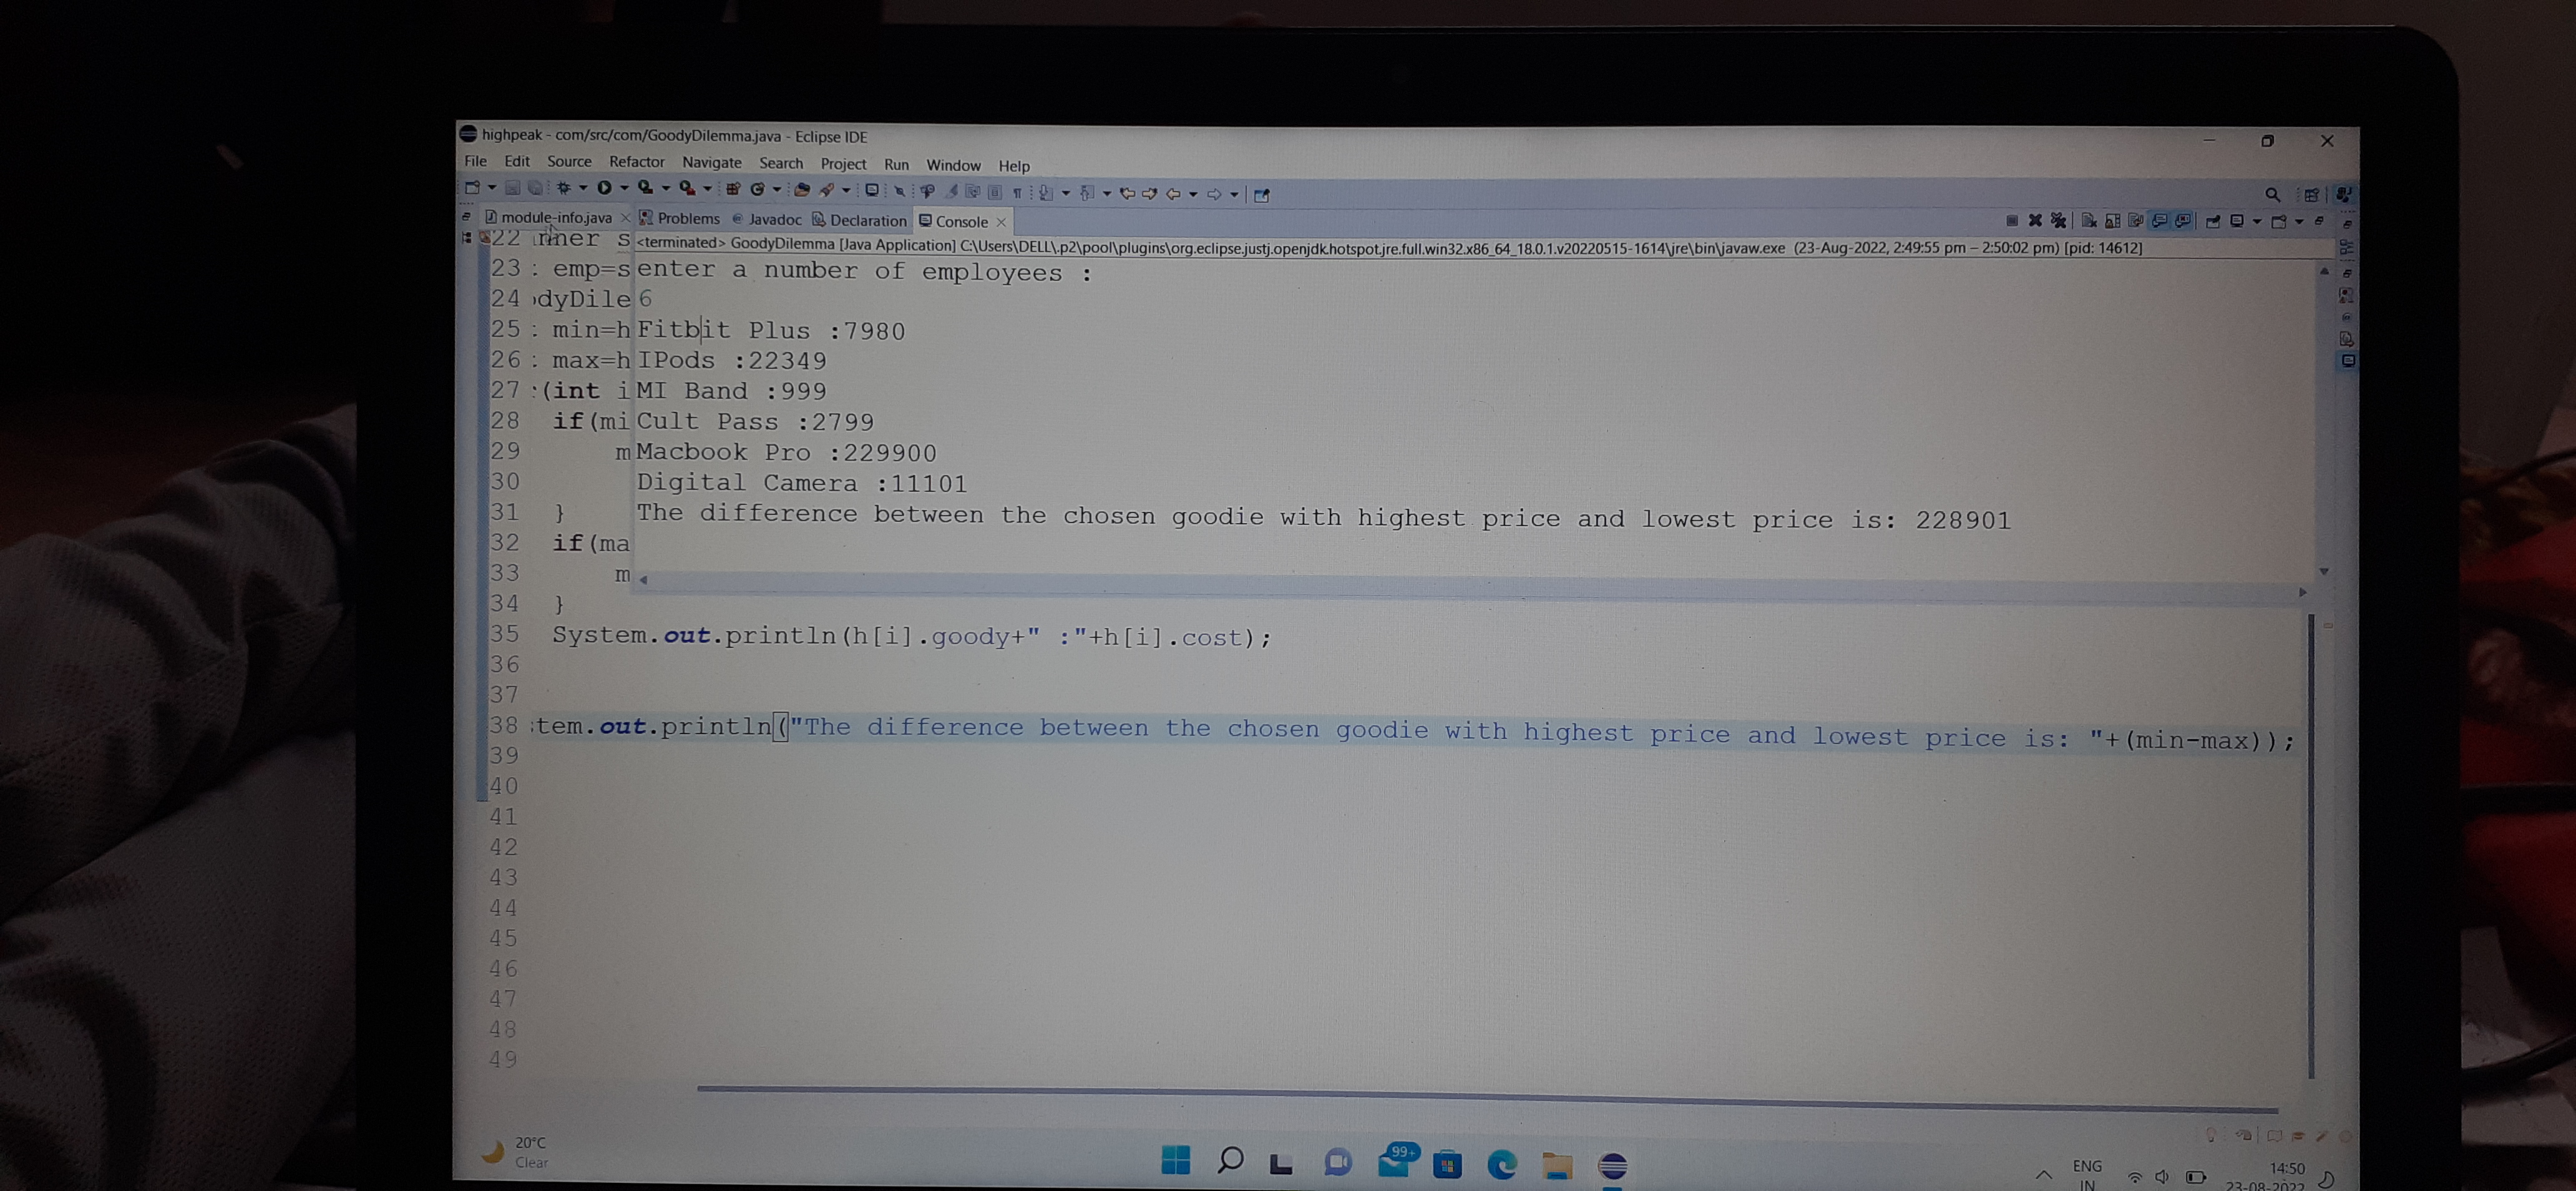 highpeak - com/src/com/GoodyDilemma.java - Eclipse IDE
File Edit Source Refactor Navigate Search Project Run Window Help
module-info.java Problems Javadoc Declaration Console
<terminated> GoodyDilemma [Java Application] C:\Users\DELL\.p2\pool\plugins\org.eclipse.justj.openjdk.hotspot.jre.full.win32.x86_64_18.0.1.v20220515-1614\jre\bin\javaw.exe (23-Aug-2022, 2:49:55 pm – 2:50:02 pm) [pid: 14612]
22 nner s
23 : emp=s enter a number of employees :
24 odyDile 6
25 : min=h Fitbit Plus :7980
26 : max=h IPods :22349
27 :(int i MI Band :999
28 if(mi Cult Pass :2799
29 m Macbook Pro :229900
30 Digital Camera :11101
31 } The difference between the chosen goodie with highest price and lowest price is: 228901
32 if(ma
33 m
34 }
35 System.out.println(h[i].goody+" :"+h[i].cost);
36
37
38 tem.out.println("The difference between the chosen goodie with highest price and lowest price is: "+(min-max));
39
40
41
42
43
44
45
46
47
48
49
20°C
Clear
99+
ENG
IN
14:50
23-08-2022